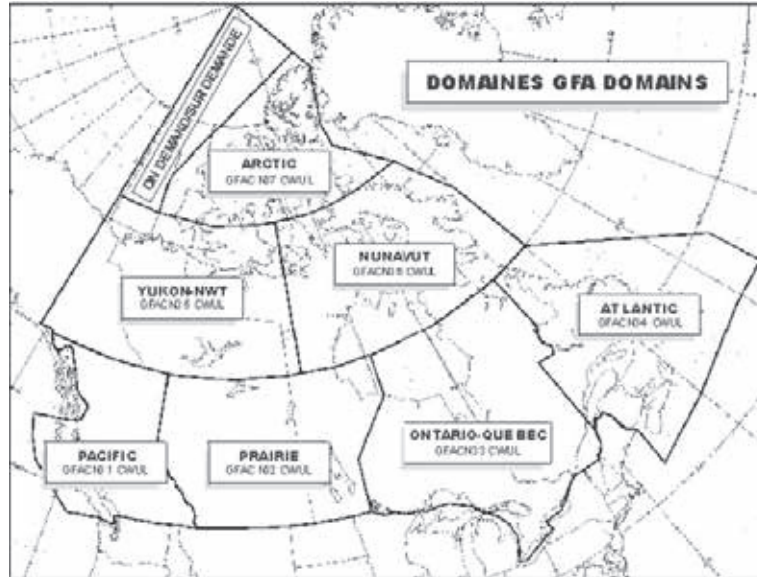 DOMAINES GFA DOMAINS
ON DEMAND/SUR DEMANDE
ARCTIC
GFACN37 CWUL
NUNAVUT
GFACN36 CWUL
YUKON-NWT
GFACN35 CWUL
ATLANTIC
GFACN34 CWUL
ONTARIO-QUEBEC
GFACN33 CWUL
PACIFIC
GFACN31 CWUL
PRAIRIE
GFACN32 CWUL